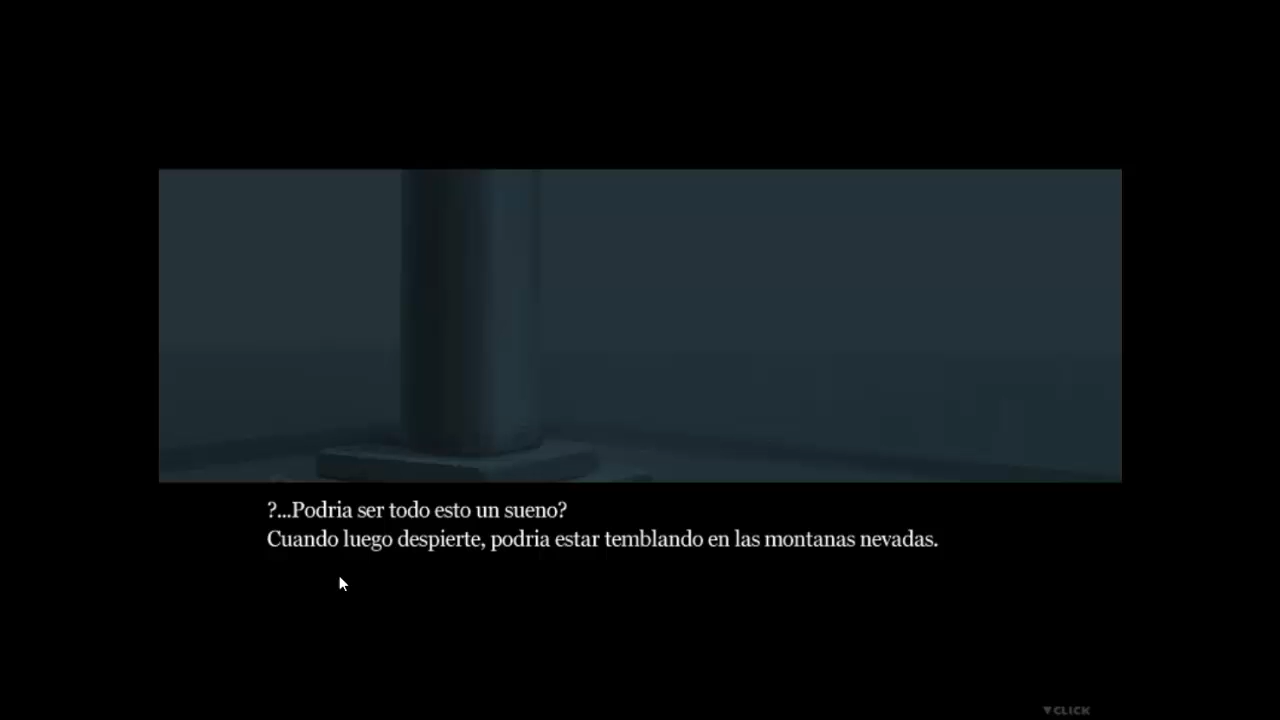 ?...Podria ser todo esto un sueno?
Cuando luego despierte, podria estar temblando en las montanas nevadas.
▼CLICK